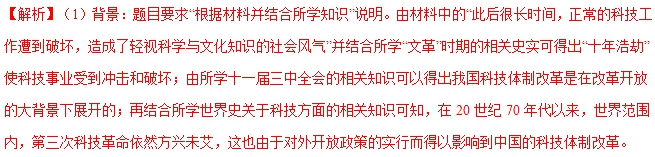 【解析】（1）背景：题目要求“根据材料并结合所学知识”说明。由材料中的“此后很长时间，正常的科技工
作遭到破坏，造成了轻视科学与文化知识的社会风气”并结合所学“文革”时期的相关史实可得出“十年浩劫”
使科技事业受到冲击和破坏；由所学十一届三中全会的相关知识可以得出我国科技体制改革是在改革开放
的大背景下展开的；再结合所学世界史关于科技方面的相关知识可知，在 20 世纪 70 年代以来，世界范围
内，第三次科技革命依然方兴未艾，这也由于对外开放政策的实行而得以影响到中国的科技体制改革。